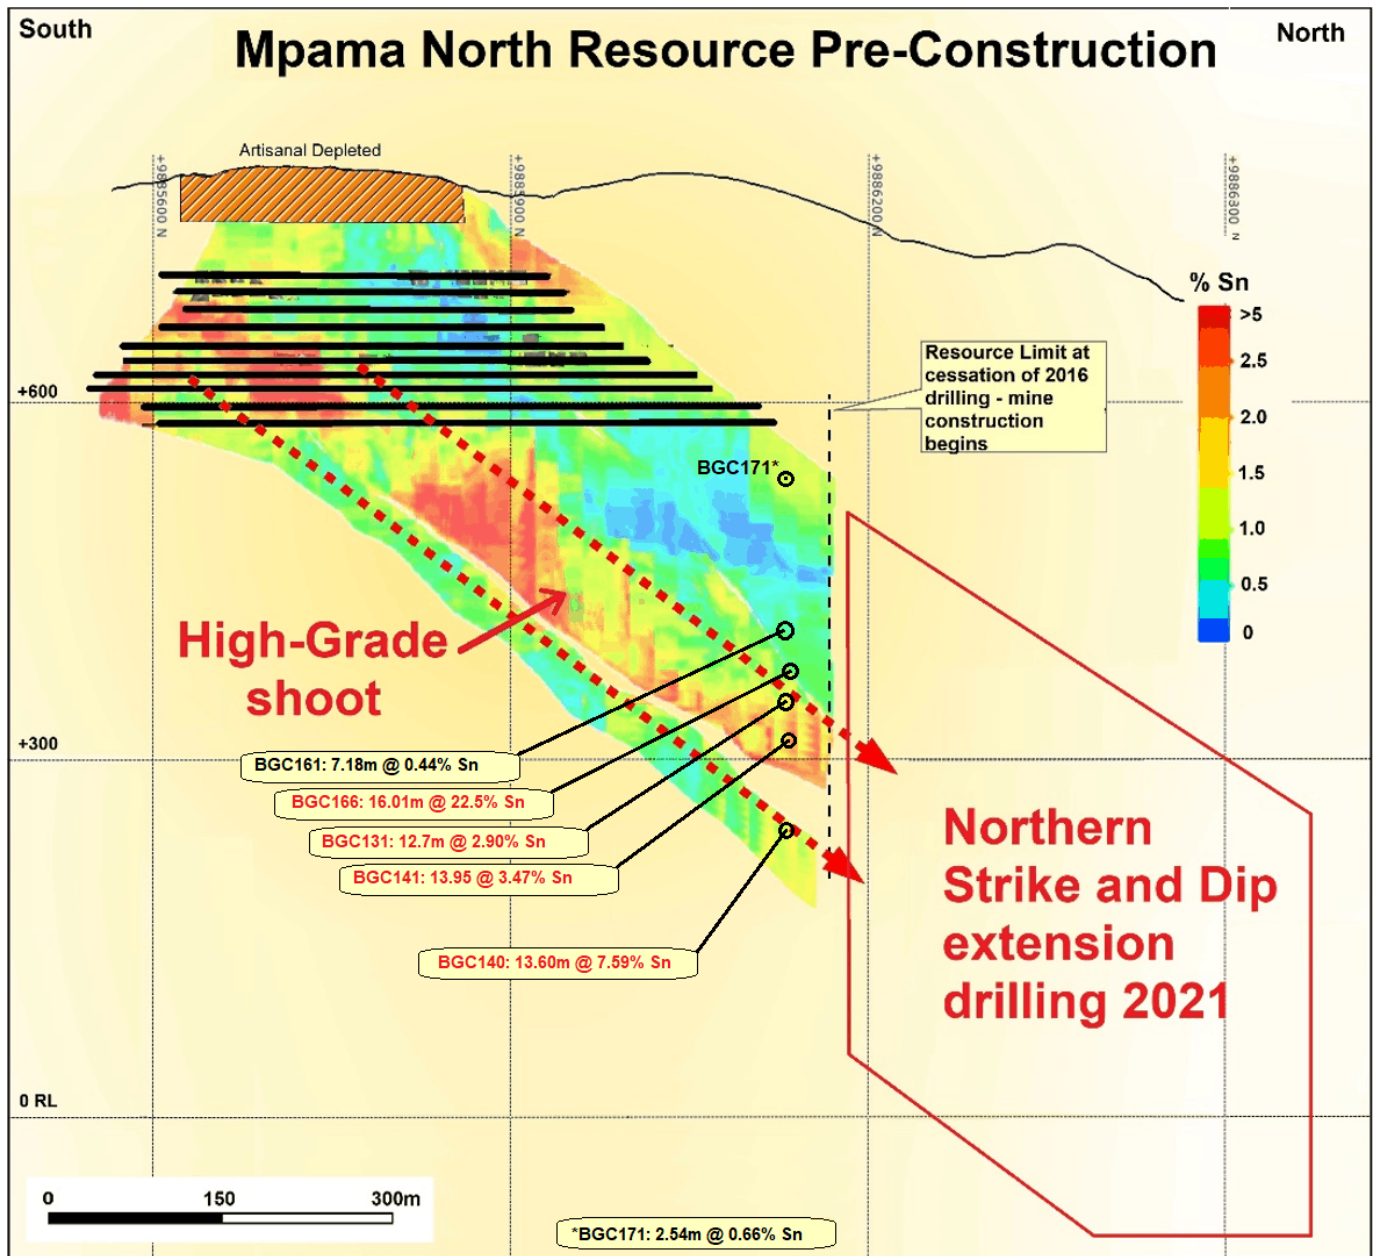 South
Mpama North Resource Pre-Construction
North
Artisanal Depleted
+9885600 N
+9885900 N
+9886200 N
+9886300 N
% Sn
>5
2.5
2.0
1.5
1.0
0.5
0
Resource Limit at
cessation of 2016
drilling - mine
construction
begins
+600
BGC171*
High-Grade
shoot
+300
BGC161: 7.18m @ 0.44% Sn
BGC166: 16.01m @ 22.5% Sn
BGC131: 12.7m @ 2.90% Sn
BGC141: 13.95 @ 3.47% Sn
BGC140: 13.60m @ 7.59% Sn
Northern
Strike and Dip
extension
drilling 2021
0 RL
0 150 300m
*BGC171: 2.54m @ 0.66% Sn